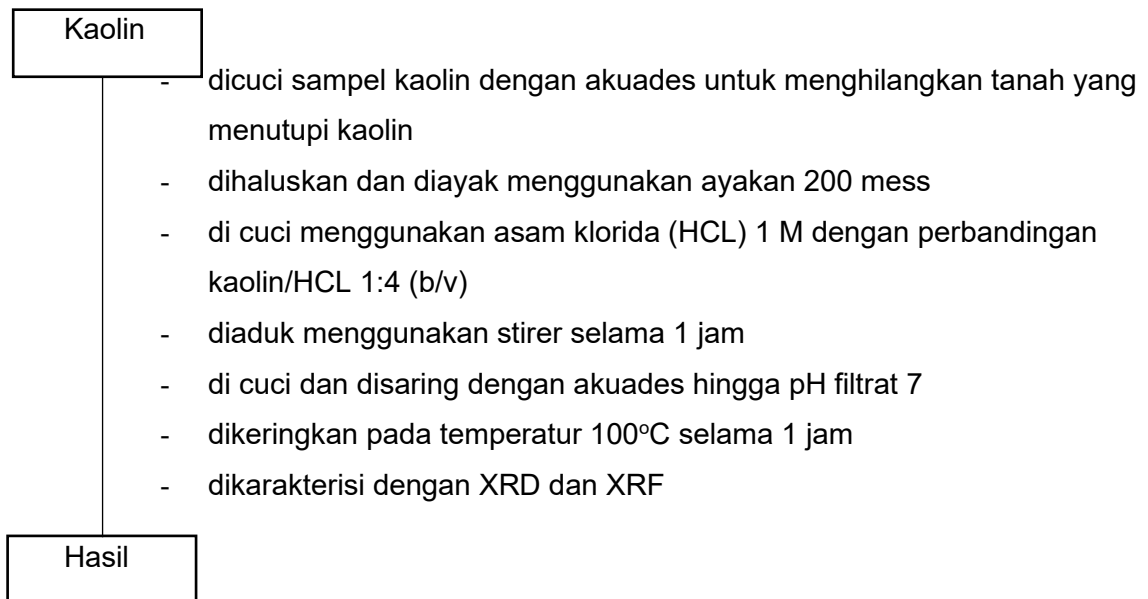 Kaolin
- dicuci sampel kaolin dengan akuades untuk menghilangkan tanah yang
menutupi kaolin
- dihaluskan dan diayak menggunakan ayakan 200 mess
- di cuci menggunakan asam klorida (HCL) 1 M dengan perbandingan
kaolin/HCL 1:4 (b/v)
- diaduk menggunakan stirer selama 1 jam
- di cuci dan disaring dengan akuades hingga pH filtrat 7
- dikeringkan pada temperatur 100°C selama 1 jam
- dikarakterisi dengan XRD dan XRF
Hasil